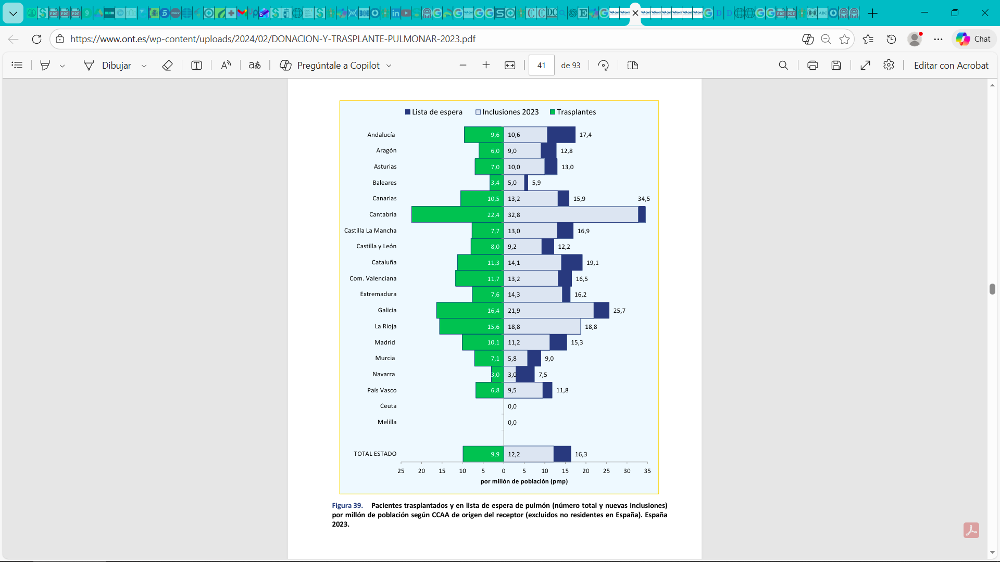 https://www.ont.es/wp-content/uploads/2024/02/DONACION-Y-TRASPLANTE-PULMONAR-2023.pdf
Chat
Dibujar
Pregúntale a Copilot
41 de 93
Editar con Acrobat
Lista de espera Inclusiones 2023 Trasplantes
Andalucía 9,6 10,6 17,4
Aragón 6,0 9,0 12,8
Asturias 7,0 10,0 13,0
Baleares 3,4 5,0 5,9
Canarias 10,5 13,2 15,9 34,5
Cantabria 22,4 32,8
Castilla La Mancha 7,7 13,0 16,9
Castilla y León 8,0 9,2 12,2
Cataluña 11,3 14,1 19,1
Com. Valenciana 11,7 13,2 16,5
Extremadura 7,6 14,3 16,2
Galicia 16,4 21,9 25,7
La Rioja 15,6 18,8 18,8
Madrid 10,1 11,2 15,3
Murcia 7,1 5,8 9,0
Navarra 3,0 3,0 7,5
País Vasco 6,8 9,5 11,8
Ceuta 0,0
Melilla 0,0
TOTAL ESTADO 9,9 12,2 16,3
25 20 15 10 5 0 5 10 15 20 25 30 35
por millón de población (pmp)
Figura 39. Pacientes trasplantados y en lista de espera de pulmón (número total y nuevas inclusiones)
por millón de población según CCAA de origen del receptor (excluidos no residentes en España). España
2023.